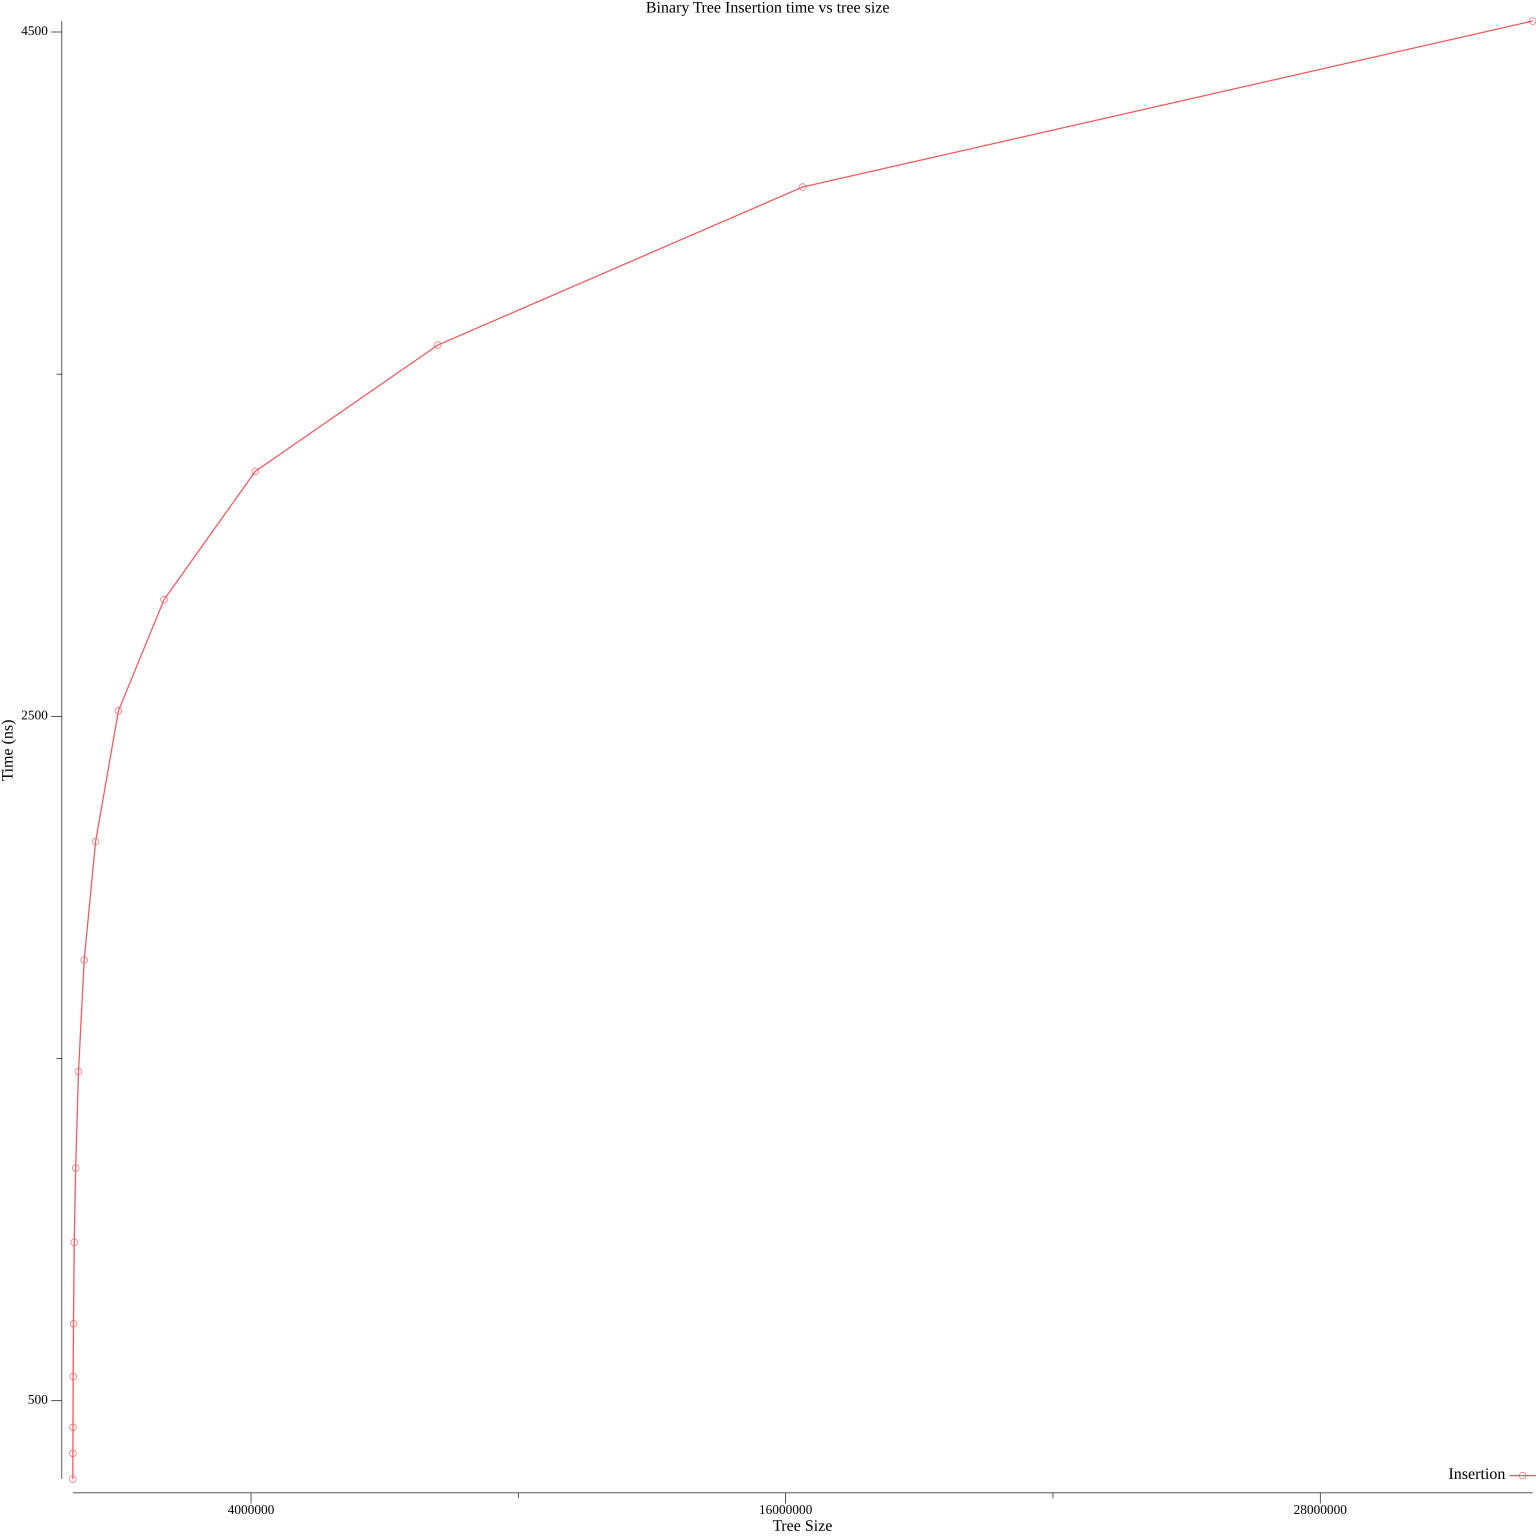 Binary Tree Insertion time vs tree size
4500
2500
Time (ns)
500
Insertion
4000000
16000000
28000000
Tree Size